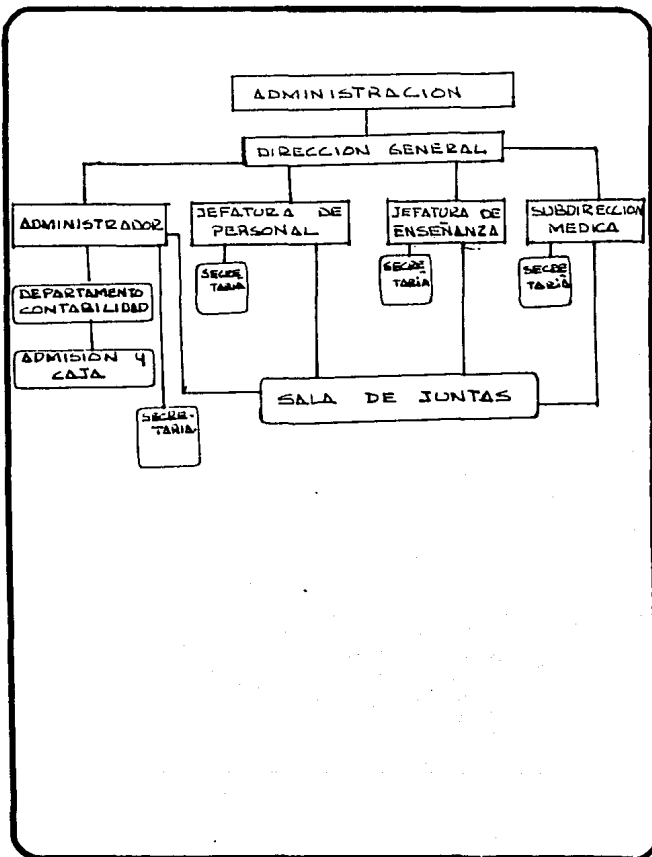 ADMINISTRACION
DIRECCION GENERAL
ADMINISTRADOR
JEFATURA DE
PERSONAL
JEFATURA DE
ENSEÑANZA
SUBDIRECCION
MEDICA
SECRE
TARIA
SECRE
TARIA
SECRE
TARIA
DEPARTAMENTO
CONTABILIDAD
ADMISION Y
CAJA
SECRE-
TARIA
SALA DE JUNTAS